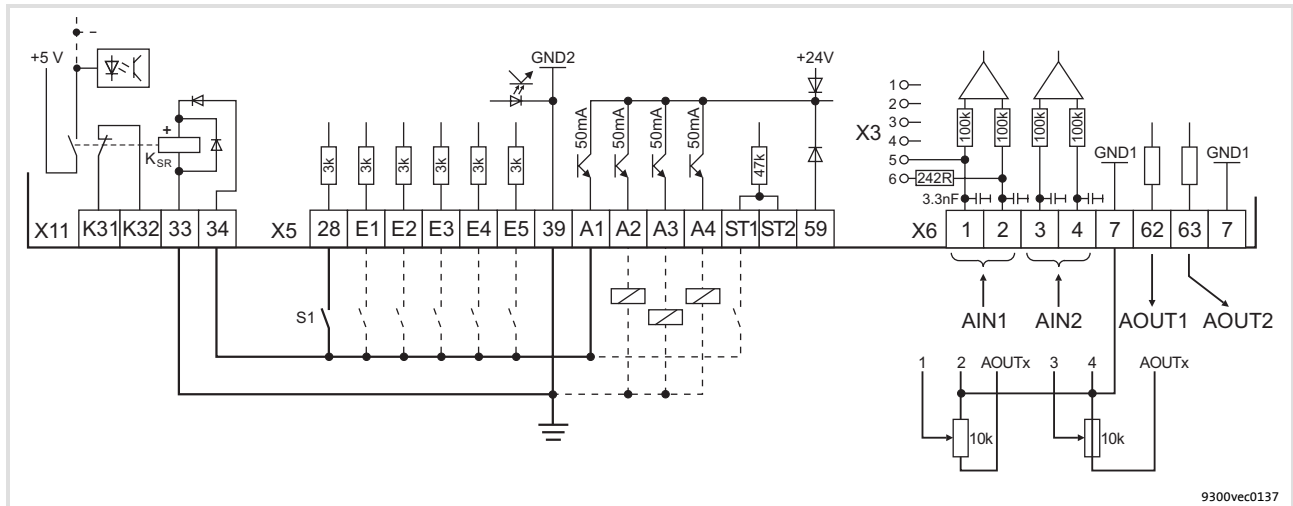 +5 V
GND2
+24V
+
K_SR
3k
3k
3k
3k
3k
3k
50mA
50mA
50mA
50mA
47k
X3
1
2
3
4
5
6
242R
100k
100k
100k
100k
GND1
GND1
3.3nF
X11 K31 K32 33 34
X5 28 E1 E2 E3 E4 E5 39 A1 A2 A3 A4 ST1 ST2 59
X6 1 2 3 4 7 62 63 7
S1
AIN1 AIN2 AOUT1 AOUT2
1 2 AOUTx 3 4 AOUTx
10k 10k
9300vec0137